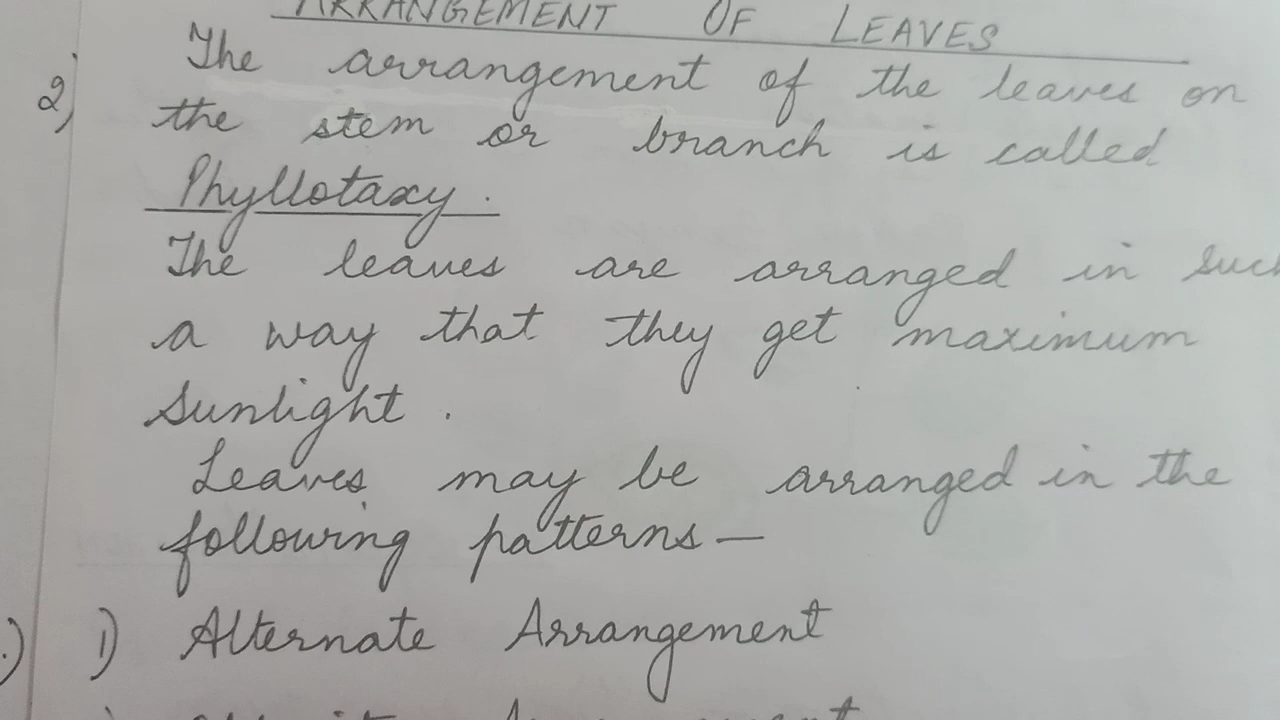 ARRANGEMENT OF LEAVES
2) The arrangement of the leaves on
the stem or branch is called
Phyllotaxy.
The leaves are arranged in such
a way that they get maximum
Sunlight.
Leaves may be arranged in the
following patterns —
i) Alternate Arrangement